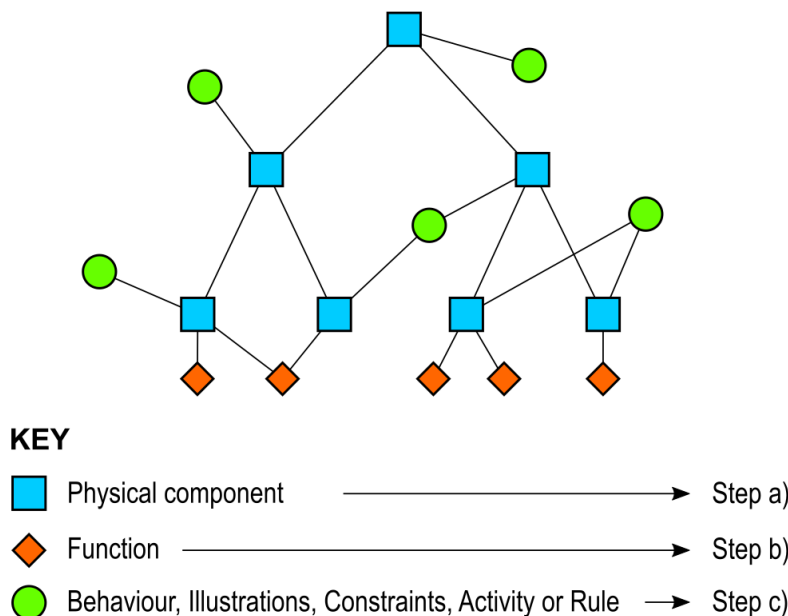 KEY
Physical component Step a)
Function Step b)
Behaviour, Illustrations, Constraints, Activity or Rule Step c)